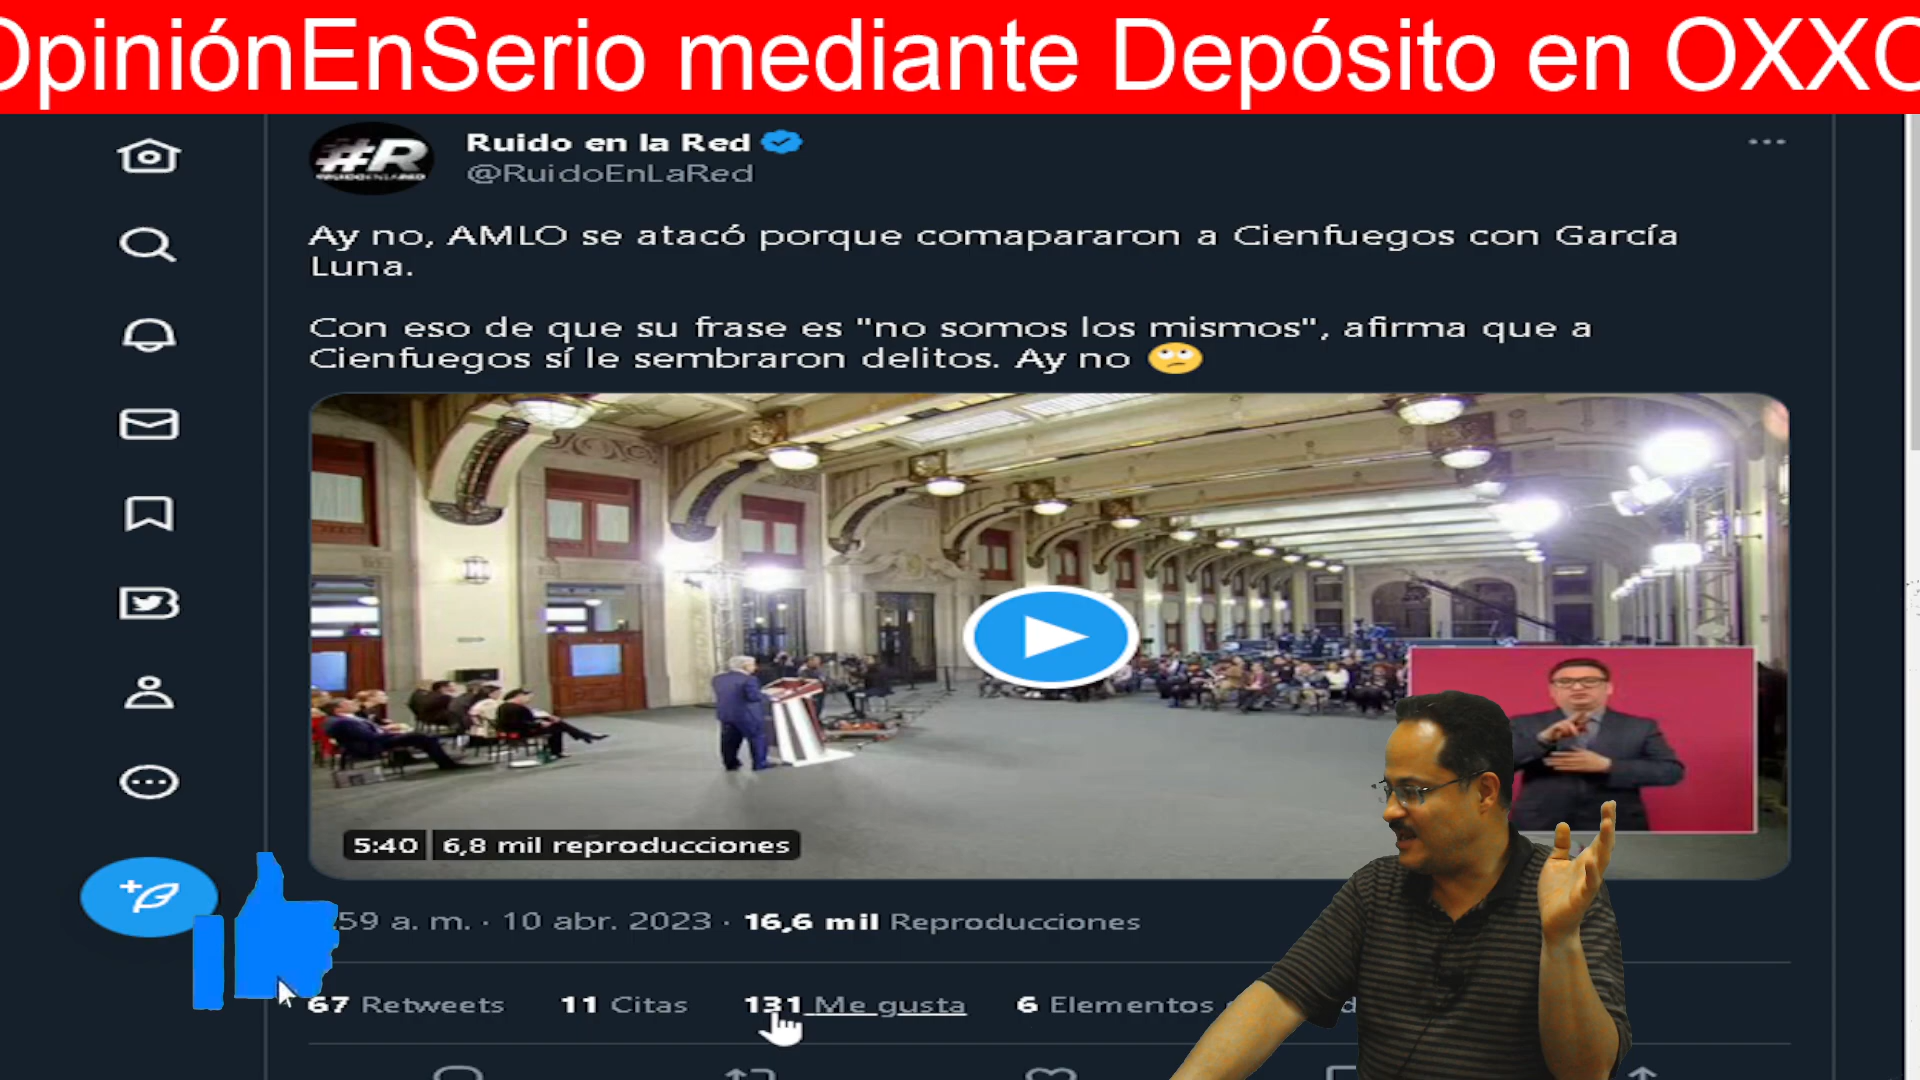 OpiniónEnSerio mediante Depósito en OXXO
#R
Ruido en la Red
@RuidoEnLaRed
Ay no, AMLO se atacó porque comapararon a Cienfuegos con García
Luna.
Con eso de que su frase es "no somos los mismos", afirma que a
Cienfuegos sí le sembraron delitos. Ay no
5:40 6,8 mil reproducciones
59 a. m. · 10 abr. 2023 · 16,6 mil Reproducciones
67 Retweets 11 Citas 131 Me gusta 6 Elementos